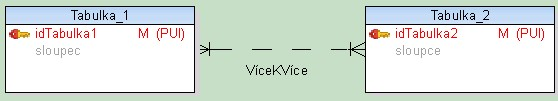 Tabulka_1
idTabulka1 M (PUI)
sloupec
VíceKVíce
Tabulka_2
idTabulka2 M (PUI)
sloupce